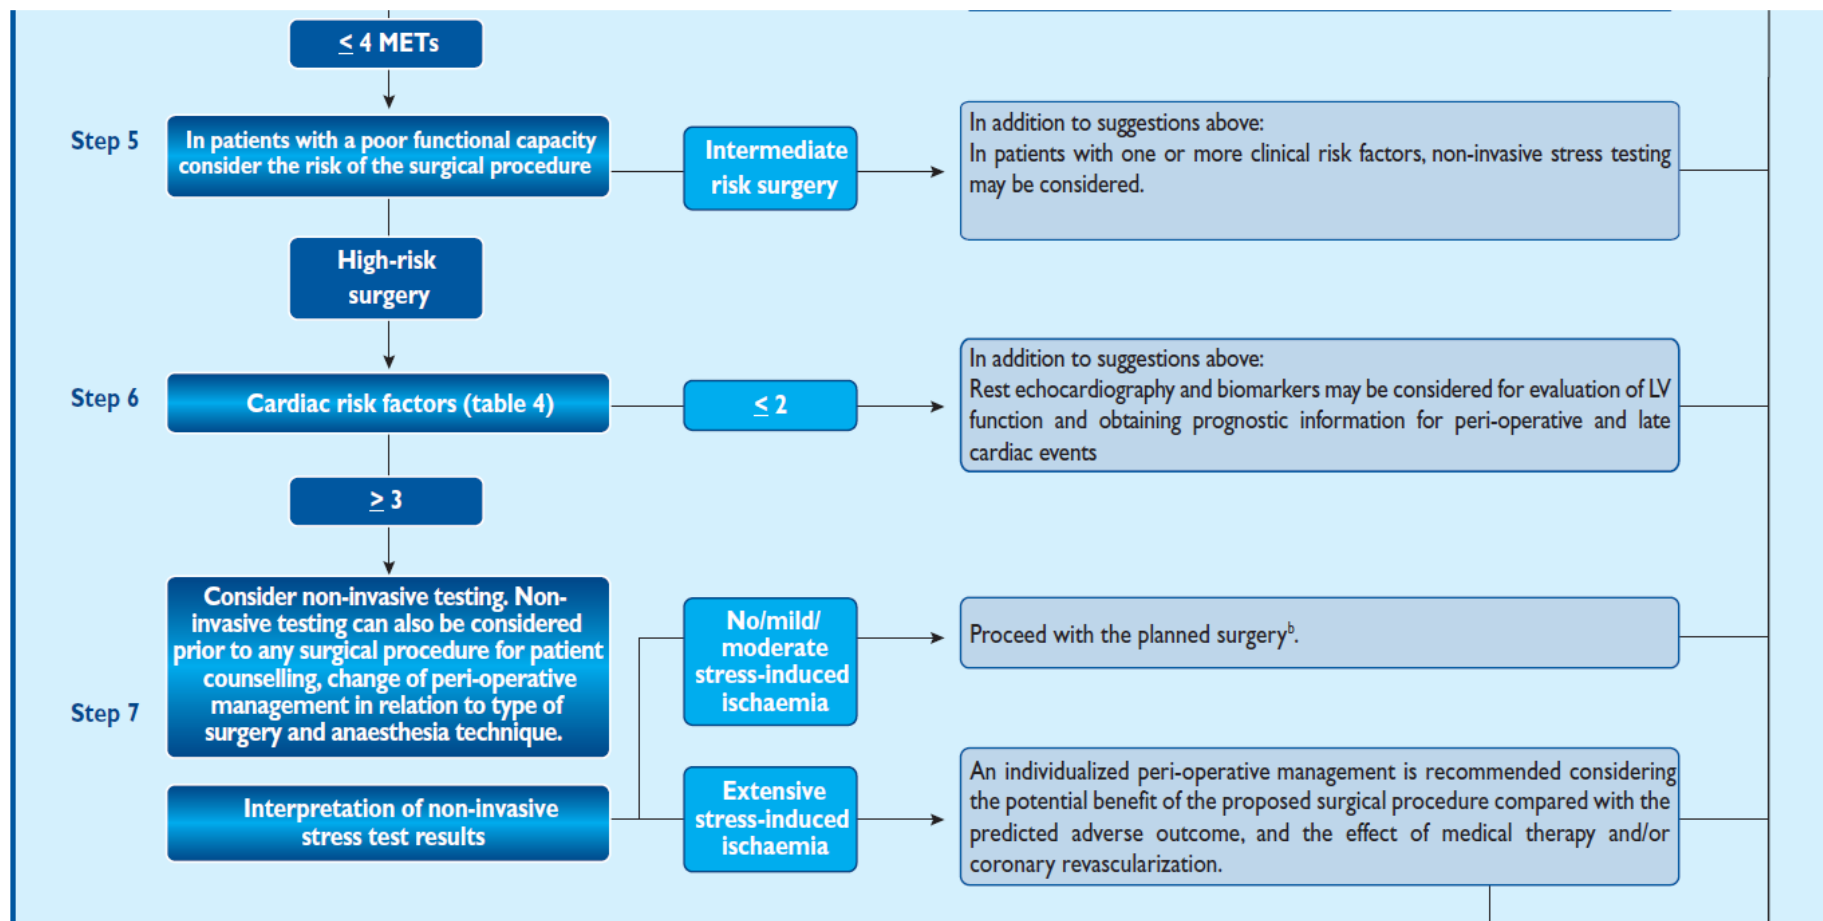 ≤ 4 METs
Step 5
In patients with a poor functional capacity
consider the risk of the surgical procedure
Intermediate
risk surgery
In addition to suggestions above:
In patients with one or more clinical risk factors, non-invasive stress testing
may be considered.
High-risk
surgery
Step 6
Cardiac risk factors (table 4)
≤ 2
In addition to suggestions above:
Rest echocardiography and biomarkers may be considered for evaluation of LV
function and obtaining prognostic information for peri-operative and late
cardiac events
≥ 3
Step 7
Consider non-invasive testing. Non-
invasive testing can also be considered
prior to any surgical procedure for patient
counselling, change of peri-operative
management in relation to type of
surgery and anaesthesia technique.
No/mild/
moderate
stress-induced
ischaemia
Proceed with the planned surgeryᵇ.
Interpretation of non-invasive
stress test results
Extensive
stress-induced
ischaemia
An individualized peri-operative management is recommended considering
the potential benefit of the proposed surgical procedure compared with the
predicted adverse outcome, and the effect of medical therapy and/or
coronary revascularization.